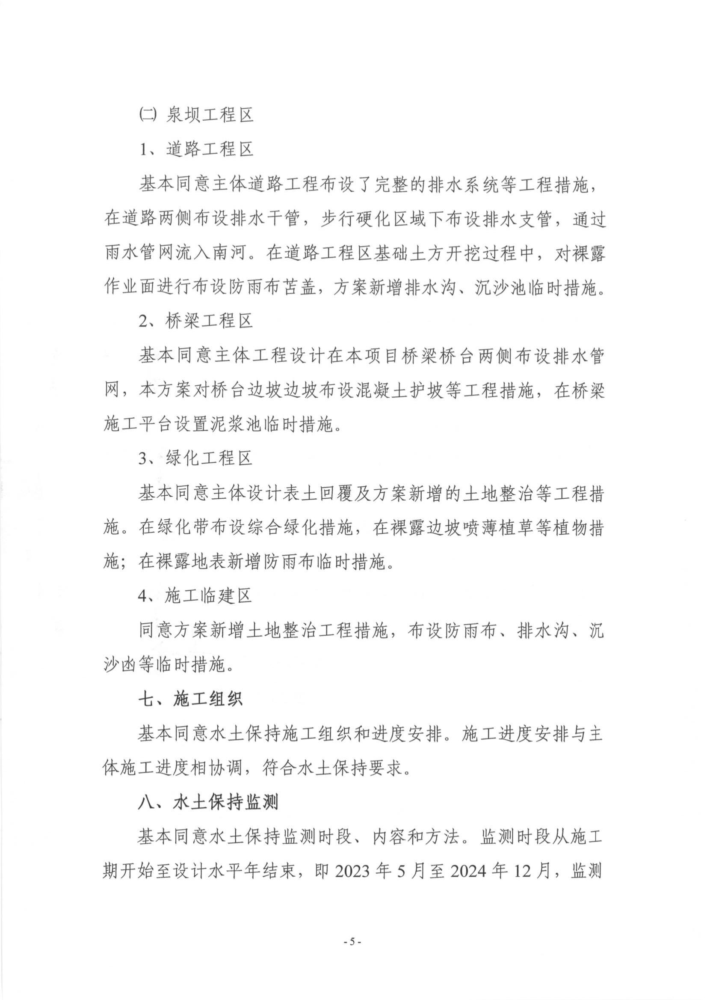 ㈡ 泉坝工程区
1、道路工程区
基本同意主体道路工程布设了完整的排水系统等工程措施，
在道路两侧布设排水干管，步行硬化区域下布设排水支管，通过
雨水管网流入南河。在道路工程区基础土方开挖过程中，对裸露
作业面进行布设防雨布苫盖，方案新增排水沟、沉沙池临时措施。
2、桥梁工程区
基本同意主体工程设计在本项目桥梁桥台两侧布设排水管
网，本方案对桥台边坡边坡布设混凝土护坡等工程措施，在桥梁
施工平台设置泥浆池临时措施。
3、绿化工程区
基本同意主体设计表土回覆及方案新增的土地整治等工程措
施。在绿化带布设综合绿化措施，在裸露边坡喷薄植草等植物措
施；在裸露地表新增防雨布临时措施。
4、施工临建区
同意方案新增土地整治工程措施，布设防雨布、排水沟、沉
沙凼等临时措施。
七、施工组织
基本同意水土保持施工组织和进度安排。施工进度安排与主
体施工进度相协调，符合水土保持要求。
八、水土保持监测
基本同意水土保持监测时段、内容和方法。监测时段从施工
期开始至设计水平年结束，即 2023 年 5 月至 2024 年 12 月，监测
- 5 -